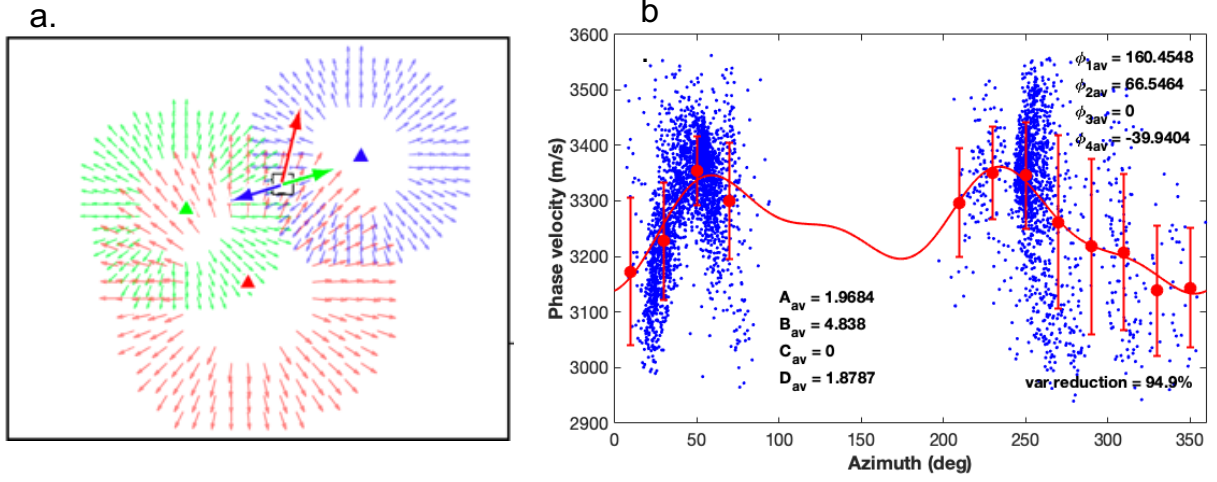 a.
b
Phase velocity (m/s)
3600
3500
3400
3300
3200
3100
3000
2900
ϕ1av = 160.4548
ϕ2av = 66.5464
ϕ3av = 0
ϕ4av = -39.9404
Aav = 1.9684
Bav = 4.838
Cav = 0
Dav = 1.8787
var reduction = 94.9%
0 50 100 150 200 250 300 350
Azimuth (deg)